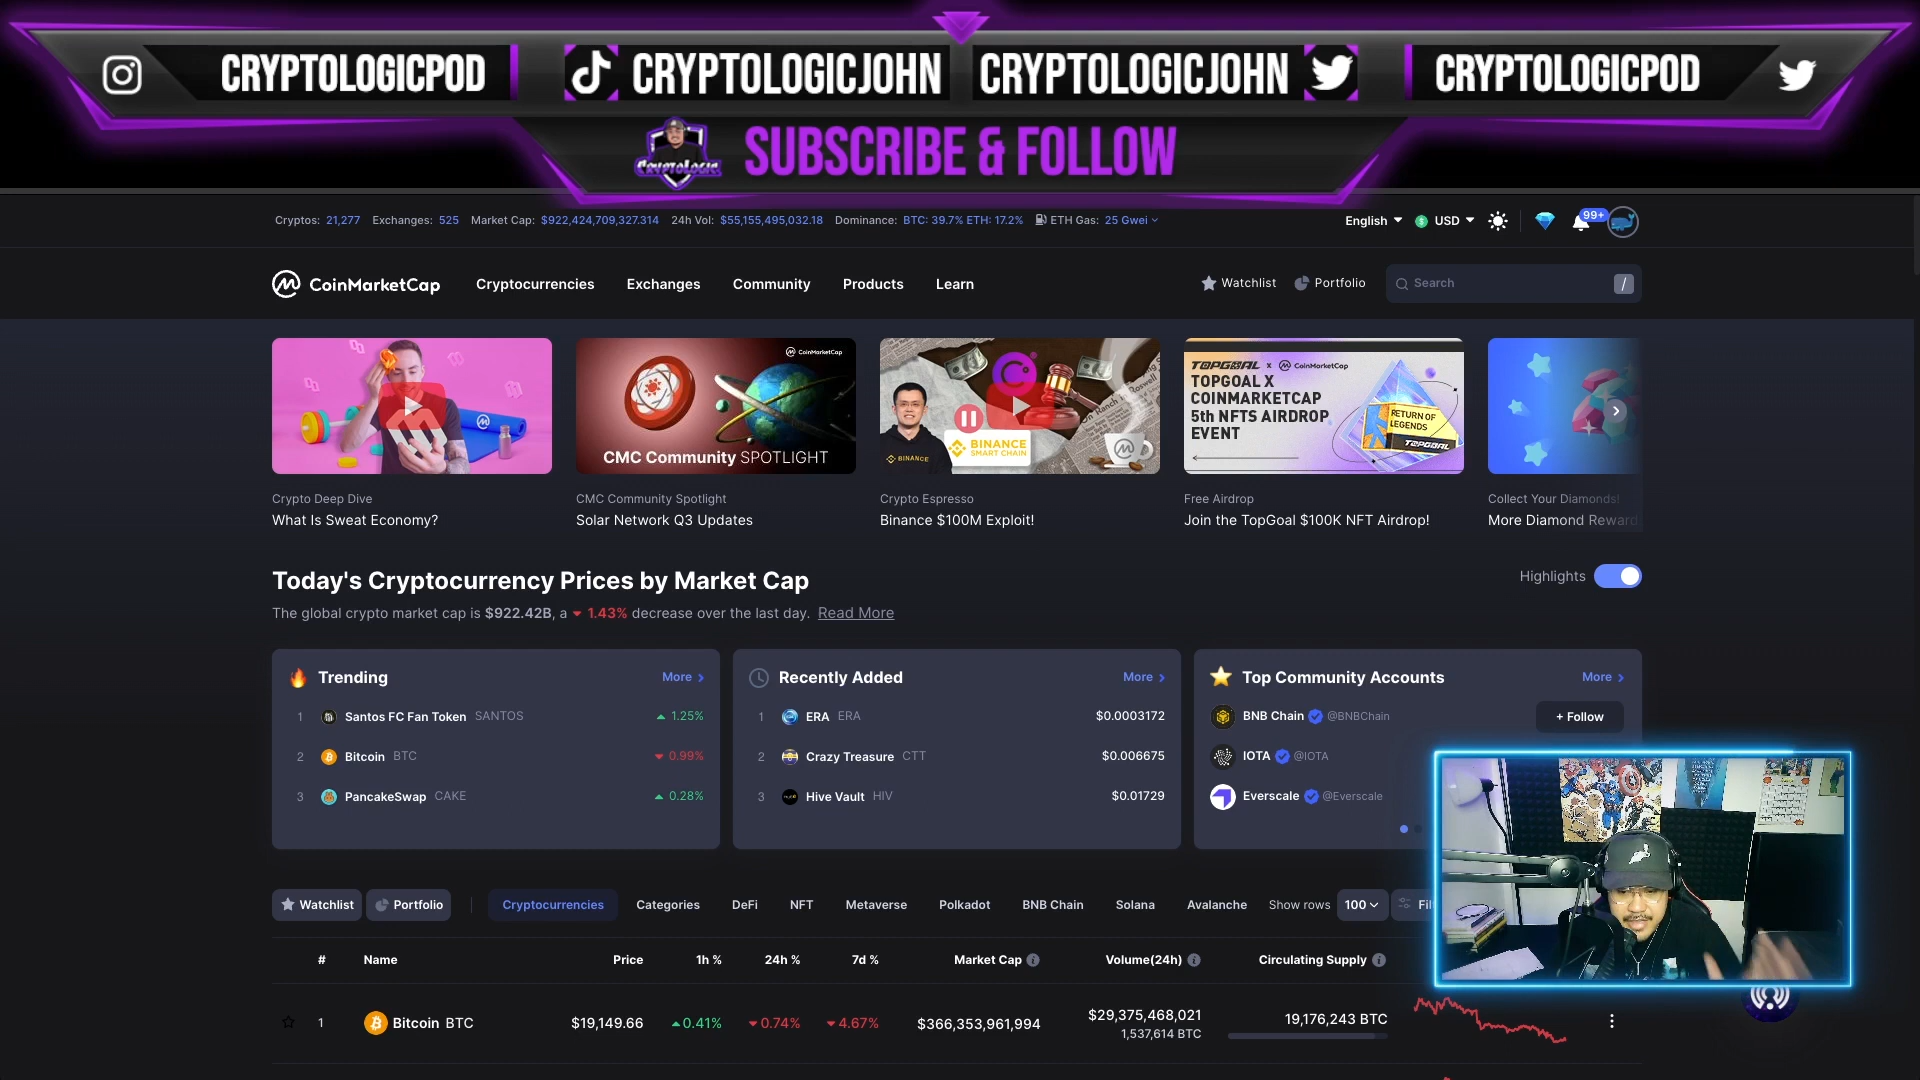 CRYPTOLOGICPOD
CRYPTOLOGICJOHN
CRYPTOLOGICJOHN
CRYPTOLOGICPOD
CRYPTOLOGIC
SUBSCRIBE & FOLLOW
Cryptos: 21,277 Exchanges: 525 Market Cap: $922,424,709,327.314 24h Vol: $55,155,495,032.18 Dominance: BTC: 39.7% ETH: 17.2% ETH Gas: 25 Gwei
English $ USD 99+
CoinMarketCap Cryptocurrencies Exchanges Community Products Learn Watchlist Portfolio Search /
CoinMarketCap
CMC Community SPOTLIGHT
BINANCE
BINANCE
SMART CHAIN
TOPGOAL x CoinMarketCap
TOPGOAL X
COINMARKETCAP
5th NFTS AIRDROP
EVENT
RETURN OF
LEGENDS
TOPGOAL
Crypto Deep Dive
What Is Sweat Economy?
CMC Community Spotlight
Solar Network Q3 Updates
Crypto Espresso
Binance $100M Exploit!
Free Airdrop
Join the TopGoal $100K NFT Airdrop!
Collect Your Diamonds!
More Diamond Reward
Today's Cryptocurrency Prices by Market Cap
Highlights
The global crypto market cap is $922.42B, a 1.43% decrease over the last day. Read More
Trending More
1 Santos FC Fan Token SANTOS 1.25%
2 Bitcoin BTC 0.99%
3 PancakeSwap CAKE 0.28%
Recently Added More
1 ERA ERA $0.0003172
2 Crazy Treasure CTT $0.006675
3 Hive Vault HIV $0.01729
Top Community Accounts More
BNB Chain @BNBChain + Follow
IOTA @IOTA
Everscale @Everscale
Watchlist Portfolio Cryptocurrencies Categories DeFi NFT Metaverse Polkadot BNB Chain Solana Avalanche Show rows 100 Fil
# Name Price 1h % 24h % 7d % Market Cap Volume(24h) Circulating Supply
1 Bitcoin BTC $19,149.66 0.41% 0.74% 4.67% $366,353,961,994 $29,375,468,021 19,176,243 BTC
1,537,614 BTC